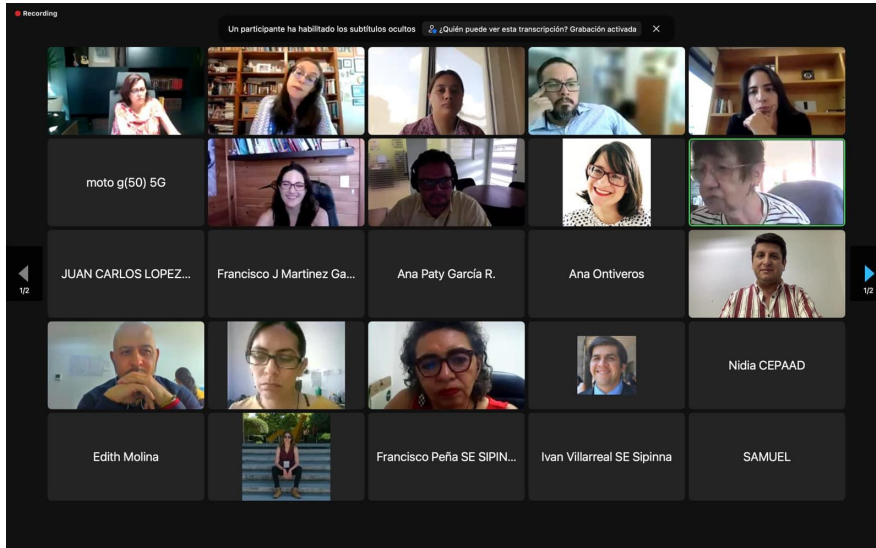 Recording
Un participante ha habilitado los subtítulos ocultos ¿Quién puede ver esta transcripción? Grabación activada
moto g(50) 5G
JUAN CARLOS LOPEZ... Francisco J Martinez Ga... Ana Paty García R. Ana Ontiveros
1/2 1/2
Nidia CEPAAD
Edith Molina Francisco Peña SE SIPIN... Ivan Villarreal SE Sipinna SAMUEL